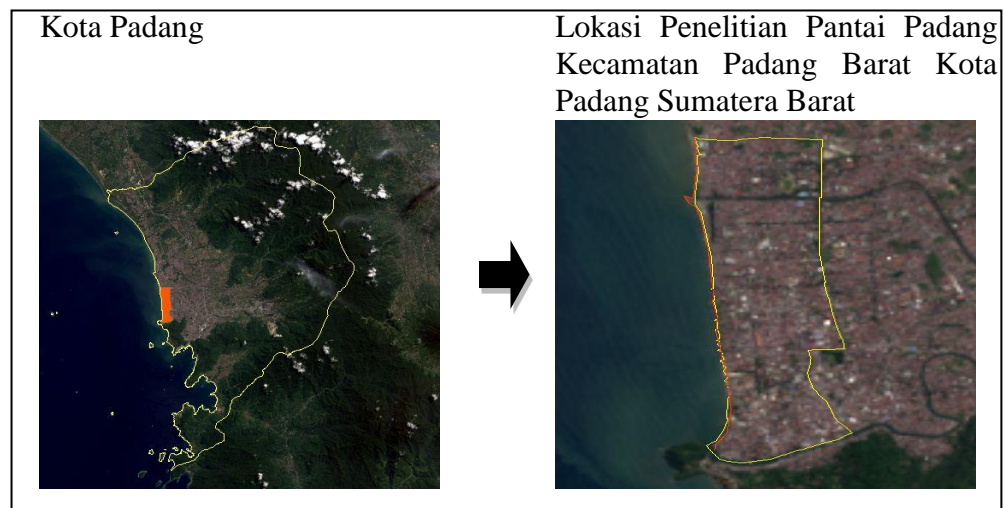 Kota Padang
Lokasi Penelitian Pantai Padang
Kecamatan Padang Barat Kota
Padang Sumatera Barat